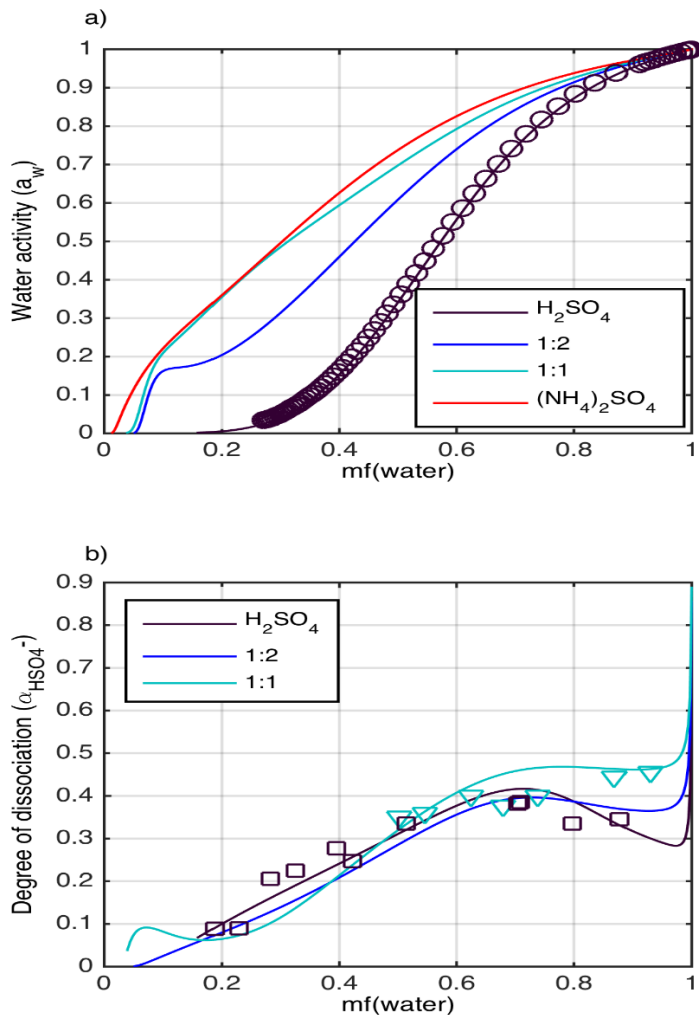 a)
Water activity (a_w)
1
0.9
0.8
0.7
0.6
0.5
0.4
0.3
0.2
0.1
0
0 0.2 0.4 0.6 0.8 1
mf(water)
H_2SO_4
1:2
1:1
(NH_4)_2SO_4
b)
Degree of dissociation (α_HSO4-)
0.9
0.8
0.7
0.6
0.5
0.4
0.3
0.2
0.1
0
0 0.2 0.4 0.6 0.8 1
mf(water)
H_2SO_4
1:2
1:1